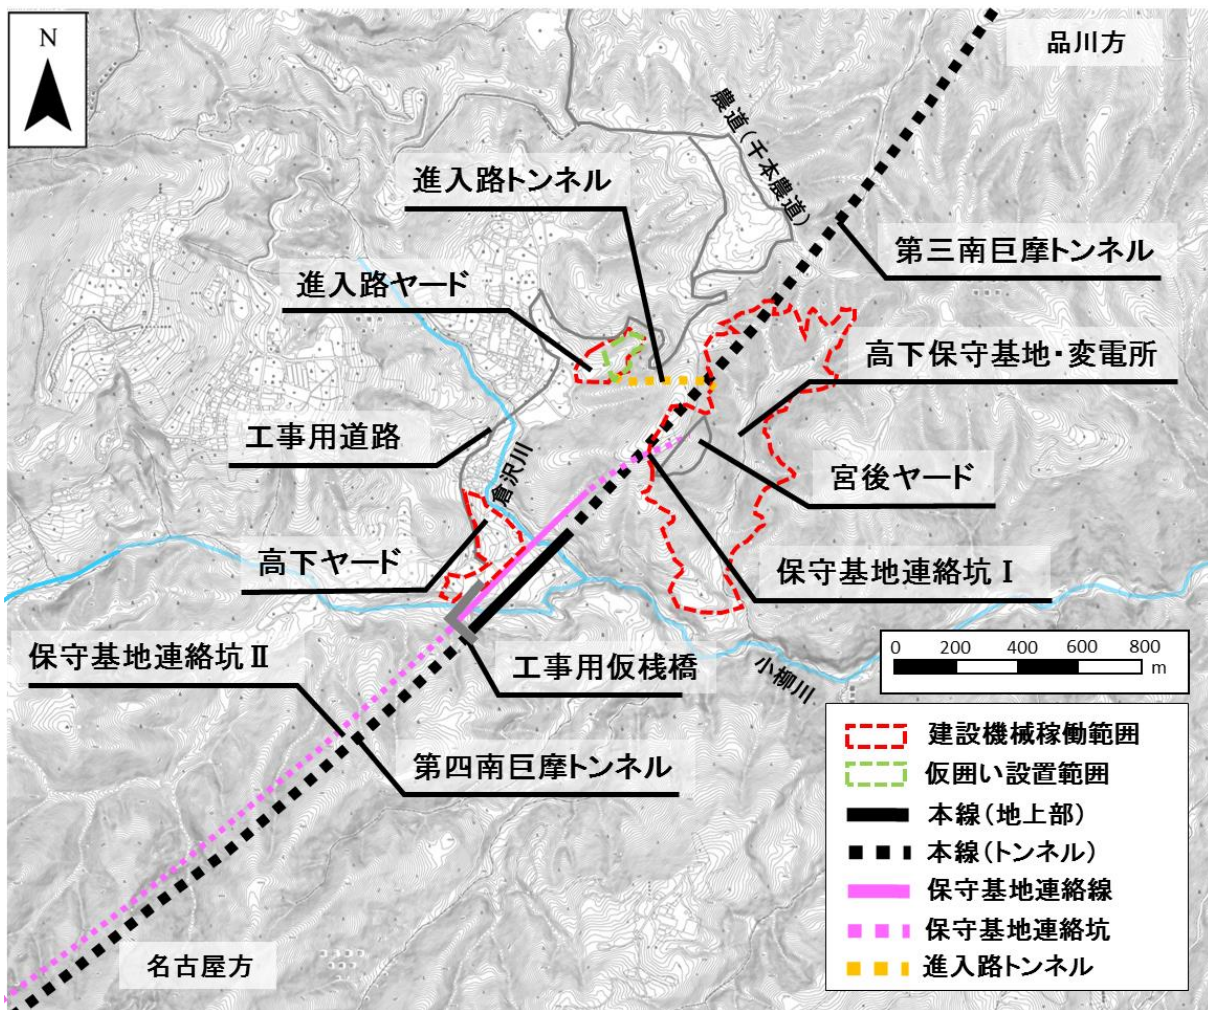 N
品川方
農道(千本農道)
進入路トンネル
第三南巨摩トンネル
進入路ヤード
高下保守基地・変電所
工事用道路
倉沢川
宮後ヤード
高下ヤード
保守基地連絡坑Ⅰ
保守基地連絡坑Ⅱ
工事用仮桟橋
小柳川
0 200 400 600 800
m
第四南巨摩トンネル
建設機械稼働範囲
仮囲い設置範囲
本線(地上部)
本線(トンネル)
保守基地連絡線
保守基地連絡坑
進入路トンネル
名古屋方